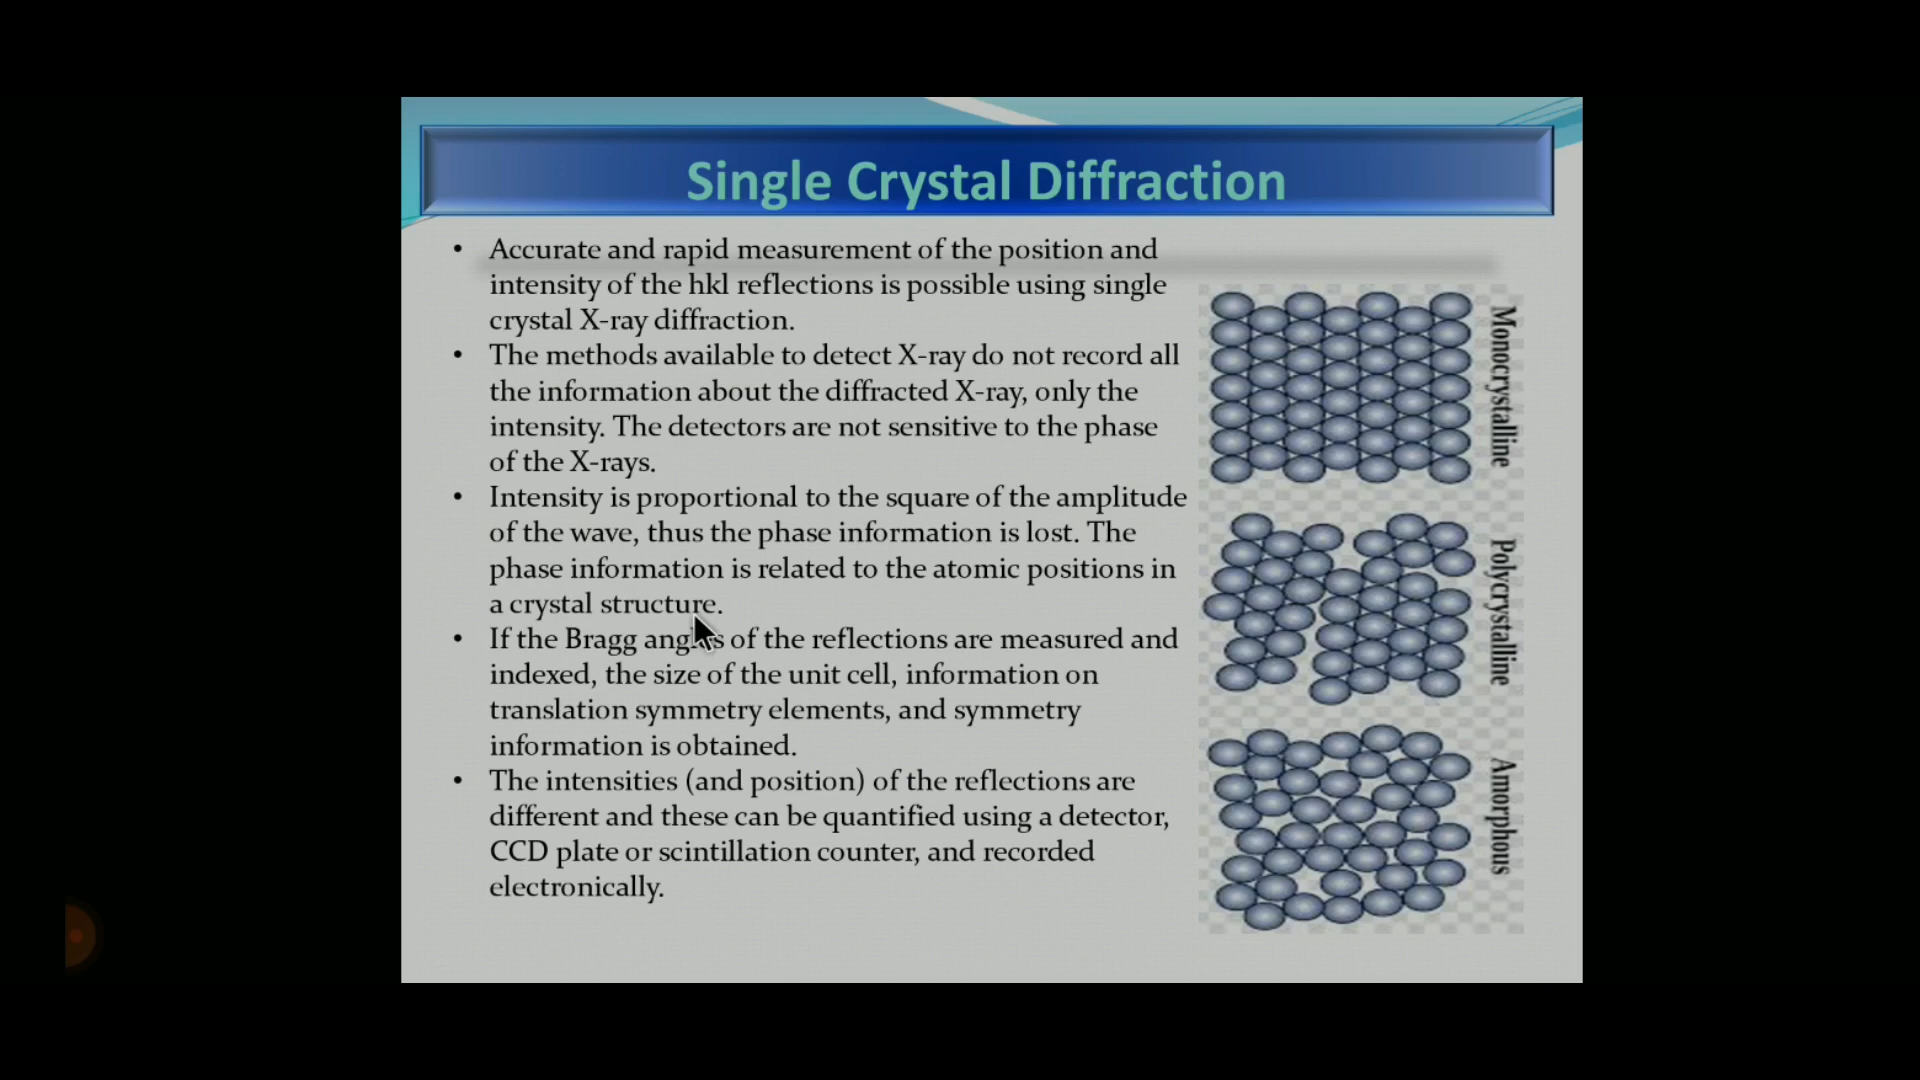 Single Crystal Diffraction
• Accurate and rapid measurement of the position and
intensity of the hkl reflections is possible using single
crystal X-ray diffraction.
• The methods available to detect X-ray do not record all
the information about the diffracted X-ray, only the
intensity. The detectors are not sensitive to the phase
of the X-rays.
• Intensity is proportional to the square of the amplitude
of the wave, thus the phase information is lost. The
phase information is related to the atomic positions in
a crystal structure.
• If the Bragg angles of the reflections are measured and
indexed, the size of the unit cell, information on
translation symmetry elements, and symmetry
information is obtained.
• The intensities (and position) of the reflections are
different and these can be quantified using a detector,
CCD plate or scintillation counter, and recorded
electronically.
Monocrystalline
Polycrystalline
Amorphous